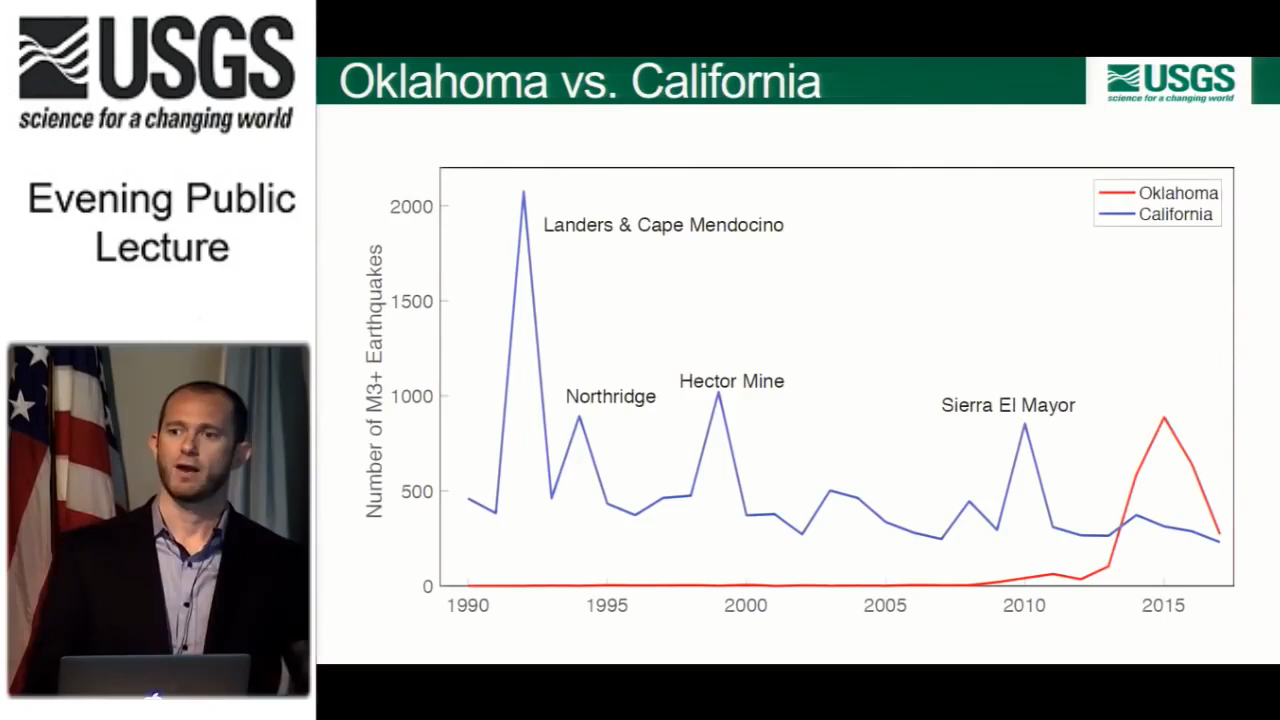 USGS
science for a changing world
Evening Public
Lecture
Oklahoma vs. California
USGS
science for a changing world
Number of M3+ Earthquakes
2000
1500
1000
500
0
1990
1995
2000
2005
2010
2015
Landers & Cape Mendocino
Northridge
Hector Mine
Sierra El Mayor
Oklahoma
California